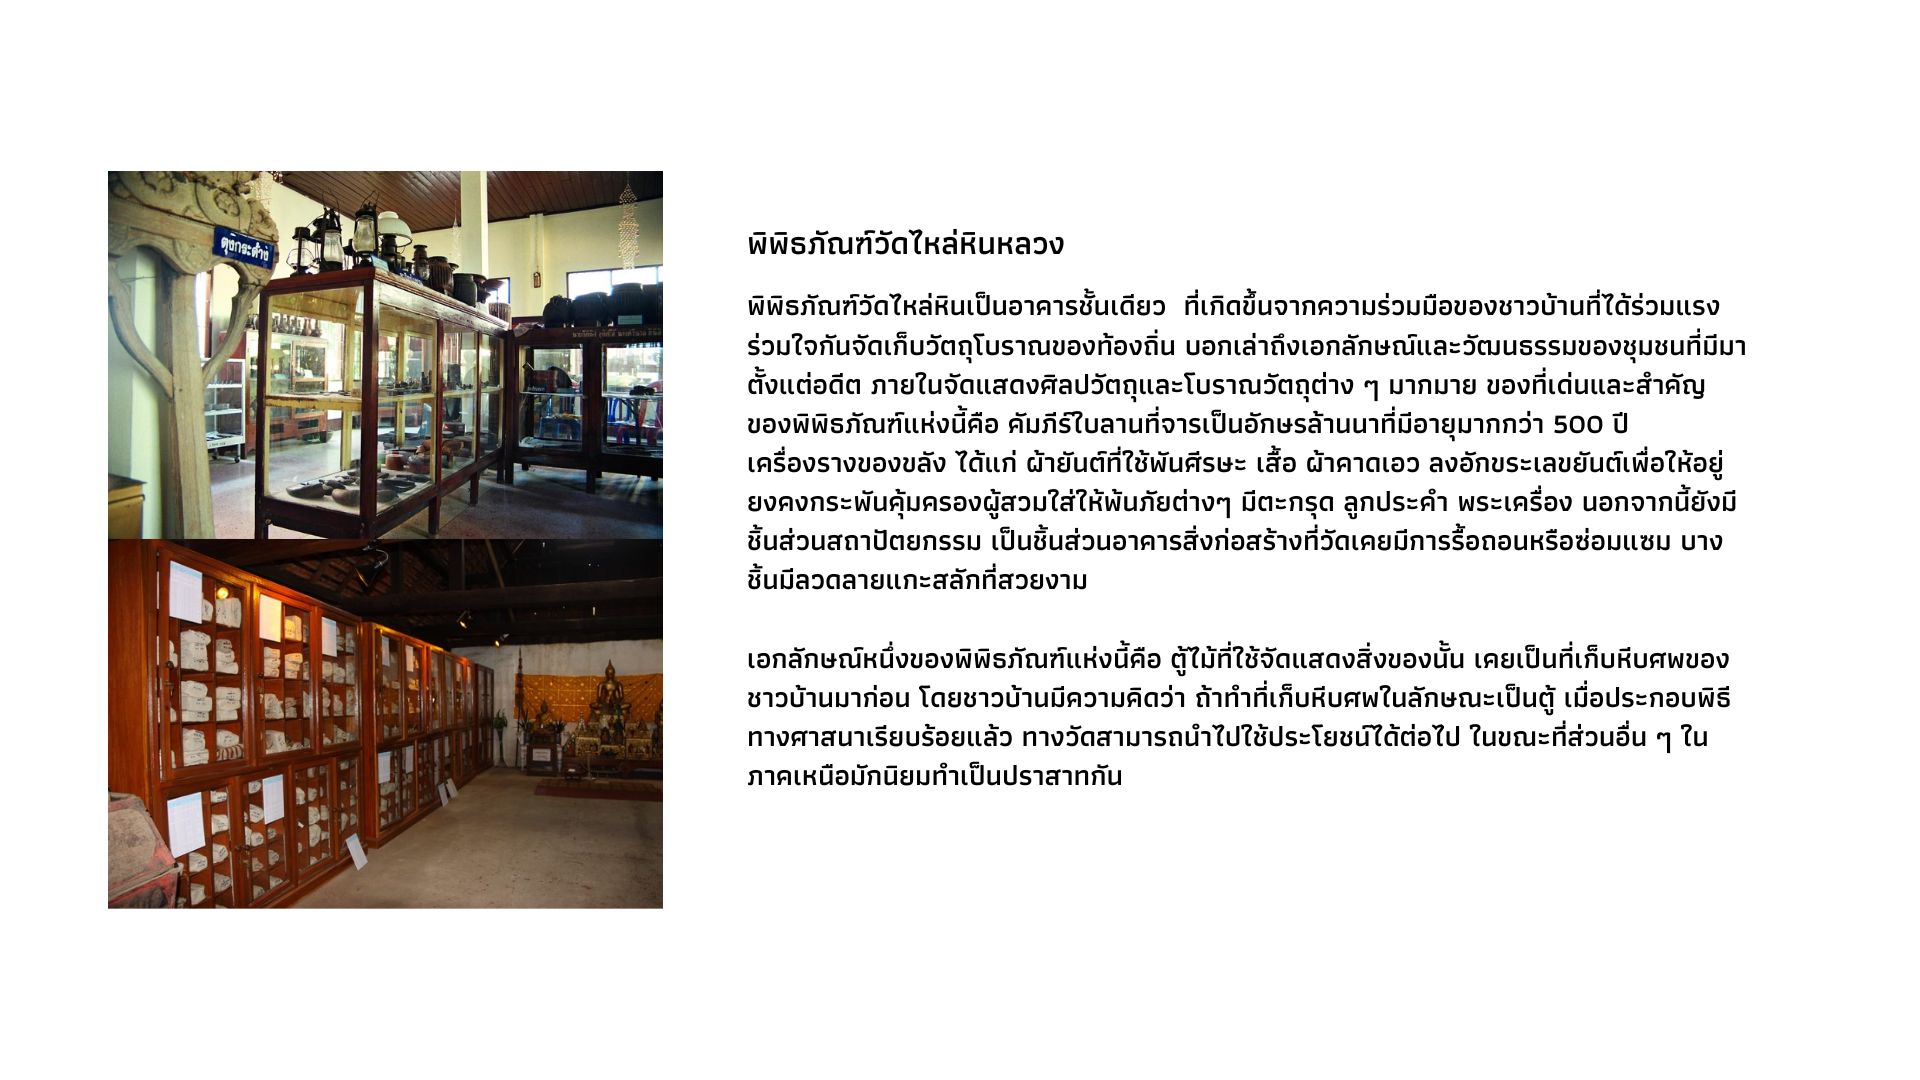 ตุงกระด้าง
พิพิธภัณฑ์วัดไหล่หินหลวง
พิพิธภัณฑ์วัดไหล่หินเป็นอาคารชั้นเดียว  ที่เกิดขึ้นจากความร่วมมือของชาวบ้านที่ได้ร่วมแรง
ร่วมใจกันจัดเก็บวัตถุโบราณของท้องถิ่น บอกเล่าถึงเอกลักษณ์และวัฒนธรรมของชุมชนที่มีมา
ตั้งแต่อดีต ภายในจัดแสดงศิลปวัตถุและโบราณวัตถุต่าง ๆ มากมาย ของที่เด่นและสำคัญ
ของพิพิธภัณฑ์แห่งนี้คือ คัมภีร์ใบลานที่จารเป็นอักษรล้านนาที่มีอายุมากกว่า 500 ปี
เครื่องรางของขลัง ได้แก่ ผ้ายันต์ที่ใช้พันศีรษะ เสื้อ ผ้าคาดเอว ลงอักขระเลขยันต์เพื่อให้อยู่
ยงคงกระพันคุ้มครองผู้สวมใส่ให้พ้นภัยต่างๆ มีตะกรุด ลูกประคำ พระเครื่อง นอกจากนี้ยังมี
ชิ้นส่วนสถาปัตยกรรม เป็นชิ้นส่วนอาคารสิ่งก่อสร้างที่วัดเคยมีการรื้อถอนหรือซ่อมแซม บาง
ชิ้นมีลวดลายแกะสลักที่สวยงาม
เอกลักษณ์หนึ่งของพิพิธภัณฑ์แห่งนี้คือ ตู้ไม้ที่ใช้จัดแสดงสิ่งของนั้น เคยเป็นที่เก็บหีบศพของ
ชาวบ้านมาก่อน โดยชาวบ้านมีความคิดว่า ถ้าทำที่เก็บหีบศพในลักษณะเป็นตู้ เมื่อประกอบพิธี
ทางศาสนาเรียบร้อยแล้ว ทางวัดสามารถนำไปใช้ประโยชน์ได้ต่อไป ในขณะที่ส่วนอื่น ๆ ใน
ภาคเหนือมักนิยมทำเป็นปราสาทกัน